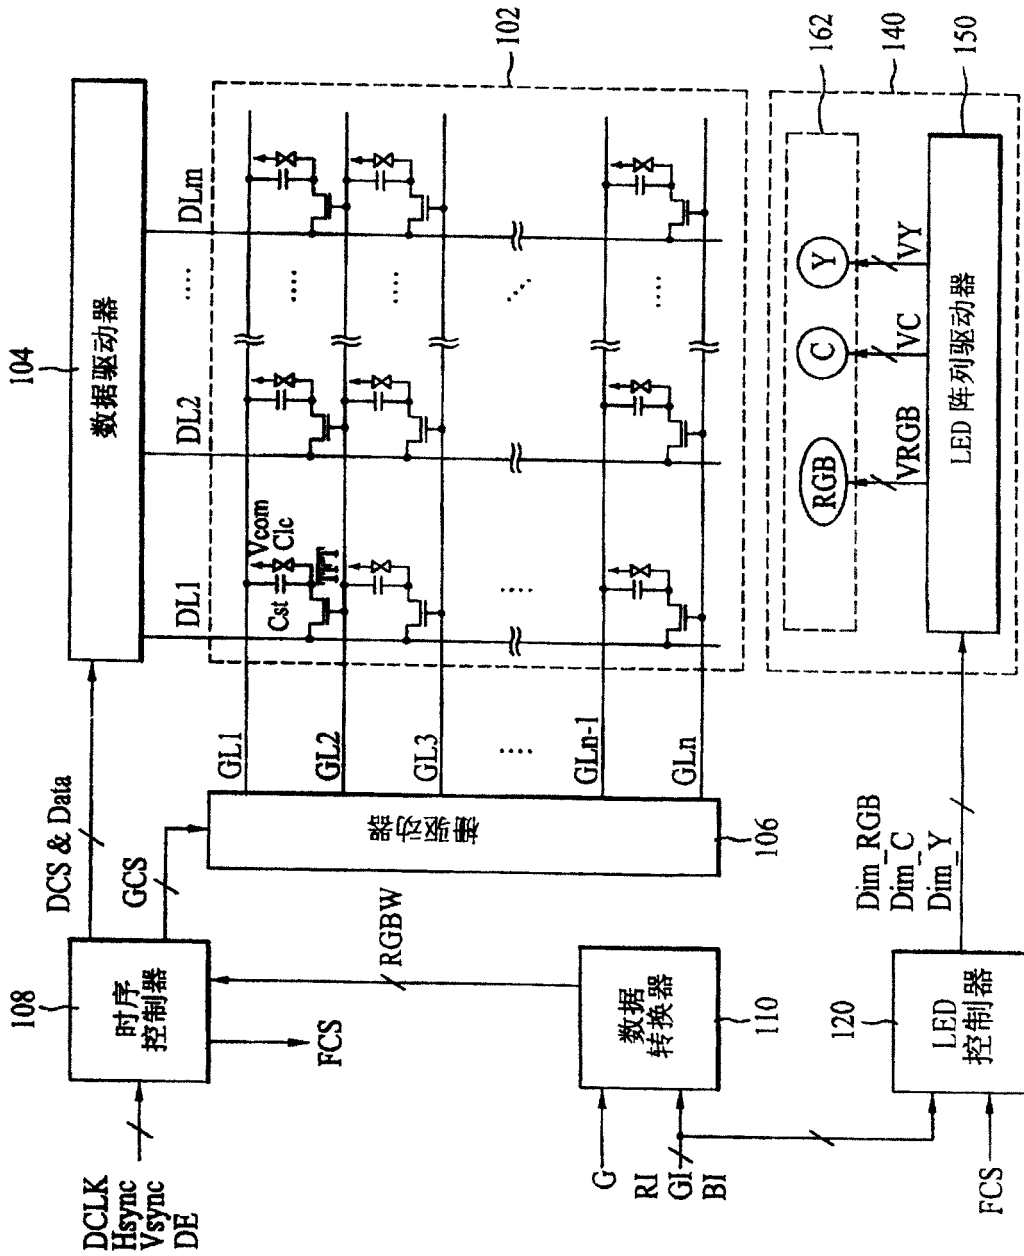 DCLK
Hsync
Vsync
DE
108
时序
控制器
FCS
DCS & Data
GCS
104
数据驱动器
DL1
DL2
....
DLm
102
GL1
GL2
GL3
....
GLn-1
GLn
Vcom
Clc
Cst
TFT
栅驱动器
106
RGBW
G
RI
GI
BI
数据
转换器
110
FCS
120
LED
控制器
Dim_RGB
Dim_C
Dim_Y
RGB
C
Y
VRGB
VC
VY
LED 阵列驱动器
162
140
150